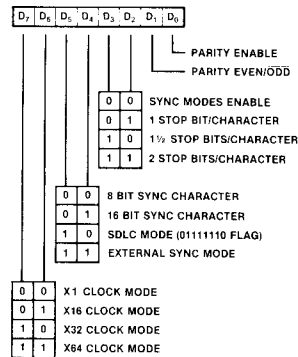 D7 D6 D5 D4 D3 D2 D1 D0
PARITY ENABLE
PARITY EVEN/ODD
0 0 SYNC MODES ENABLE
0 1 1 STOP BIT/CHARACTER
1 0 1½ STOP BITS/CHARACTER
1 1 2 STOP BITS/CHARACTER
0 0 8 BIT SYNC CHARACTER
0 1 16 BIT SYNC CHARACTER
1 0 SDLC MODE (01111110 FLAG)
1 1 EXTERNAL SYNC MODE
0 0 X1 CLOCK MODE
0 1 X16 CLOCK MODE
1 0 X32 CLOCK MODE
1 1 X64 CLOCK MODE